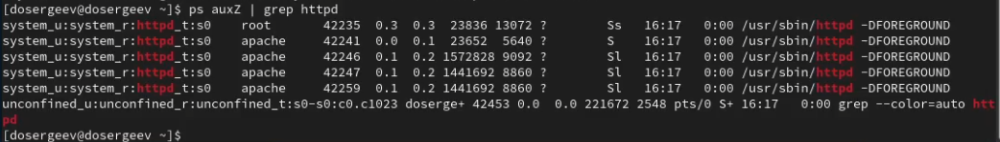 [dosergeev@dosergeev ~]$ ps auxZ | grep httpd
system_u:system_r:httpd_t:s0    root       42235  0.3  0.3  23836 13072 ?        Ss   16:17   0:00 /usr/sbin/httpd -DFOREGROUND
system_u:system_r:httpd_t:s0    apache     42241  0.0  0.1  23652  5640 ?        S    16:17   0:00 /usr/sbin/httpd -DFOREGROUND
system_u:system_r:httpd_t:s0    apache     42246  0.1  0.2 1572828 9092 ?        Sl   16:17   0:00 /usr/sbin/httpd -DFOREGROUND
system_u:system_r:httpd_t:s0    apache     42247  0.1  0.2 1441692 8860 ?        Sl   16:17   0:00 /usr/sbin/httpd -DFOREGROUND
system_u:system_r:httpd_t:s0    apache     42259  0.1  0.2 1441692 8860 ?        Sl   16:17   0:00 /usr/sbin/httpd -DFOREGROUND
unconfined_u:unconfined_r:unconfined_t:s0-s0:c0.c1023 doserge+ 42453 0.0  0.0 221672 2548 pts/0 S+ 16:17   0:00 grep --color=auto htt
pd
[dosergeev@dosergeev ~]$